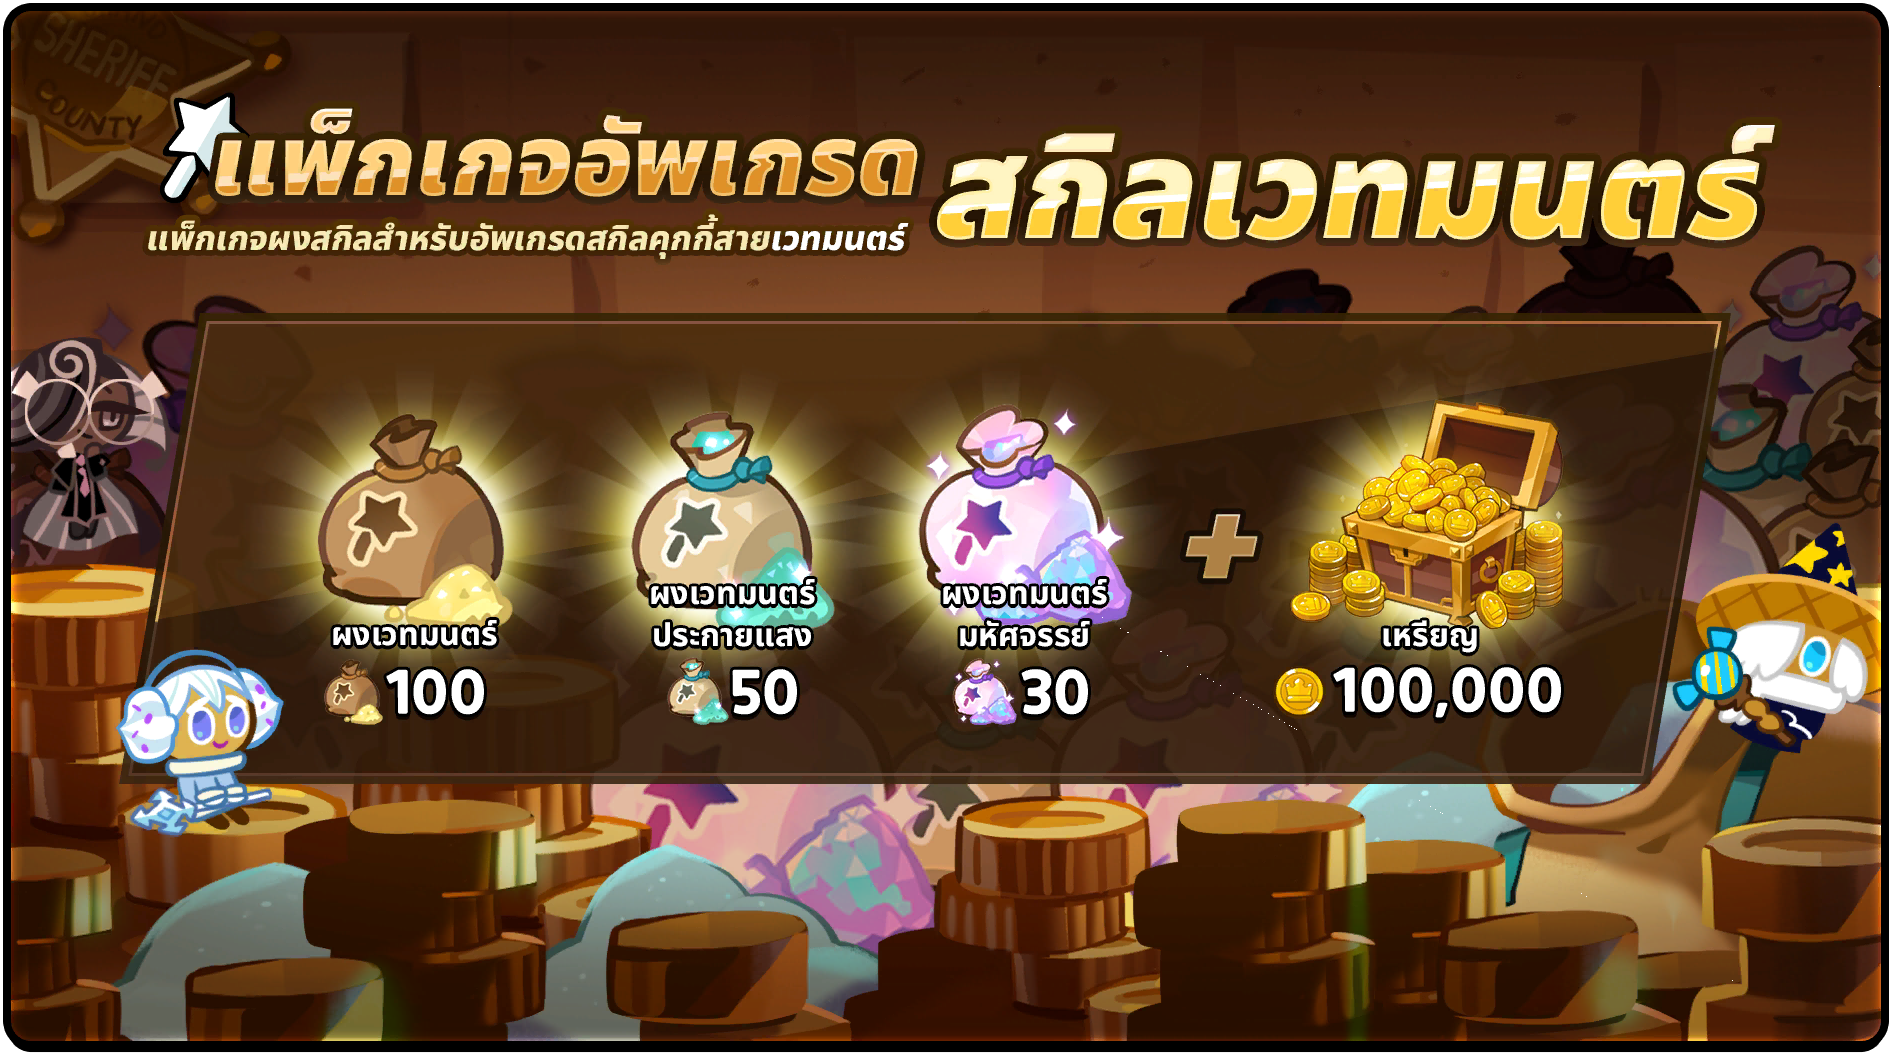 SHERIFF
COUNTY
แพ็กเกจอัพเกรด สกิลเวทมนตร์
แพ็กเกจผงสกิลสำหรับอัพเกรดสกิลคุกกี้สายเวทมนตร์
ผงเวทมนตร์
100
ผงเวทมนตร์
ประกายแสง
50
ผงเวทมนตร์
มหัศจรรย์
30
เหรียญ
100,000